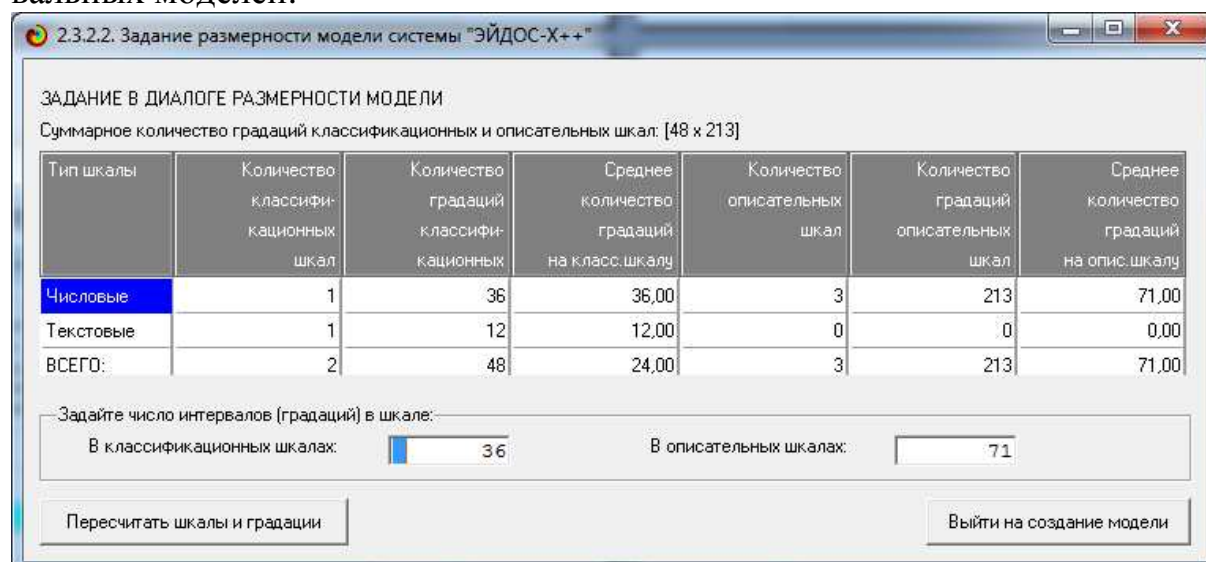 вальных моделей:
2.3.2.2. Задание размерности модели системы "ЭЙДОС-X++"
ЗАДАНИЕ В ДИАЛОГЕ РАЗМЕРНОСТИ МОДЕЛИ
Суммарное количество градаций классификационных и описательных шкал: [48 x 213]
Тип шкалы Количество Количество Среднее Количество Количество Среднее
классифи- градаций количество описательных градаций количество
кационных классифи- градаций шкал описательных градаций
шкал кационных на класс.шкалу шкал на опис.шкалу
Числовые 1 36 36,00 3 213 71,00
Текстовые 1 12 12,00 0 0 0,00
ВСЕГО: 2 48 24,00 3 213 71,00
Задайте число интервалов (градаций) в шкале:
В классификационных шкалах: 36 В описательных шкалах: 71
Пересчитать шкалы и градации Выйти на создание модели